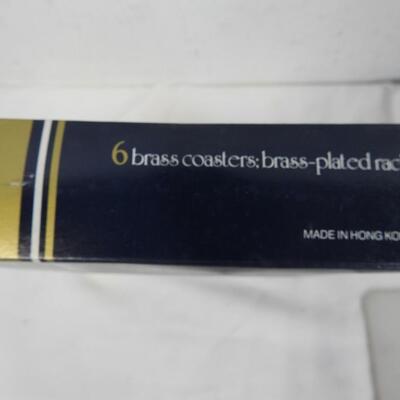 6 brass coasters; brass-plated rac
MADE IN HONG KO